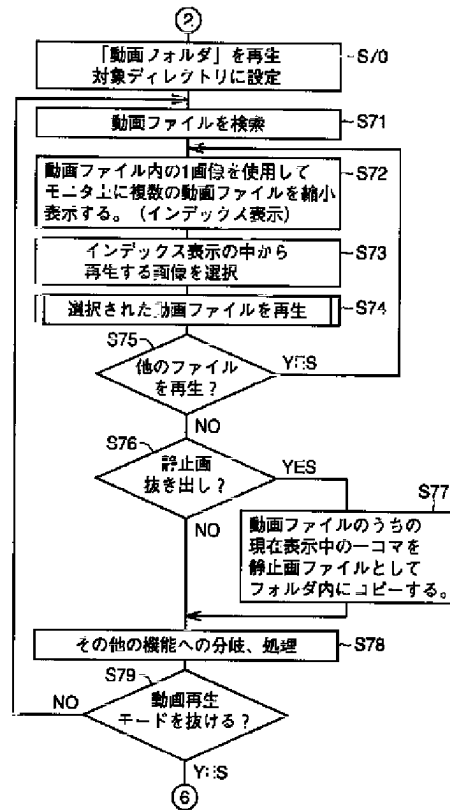 ②
「動画フォルダ」を再生
対象ディレクトリに設定
S70
動画ファイルを検索
S71
動画ファイル内の1画像を使用して
モニタ上に複数の動画ファイルを縮小
表示する。（インデックス表示）
S72
インデックス表示の中から
再生する画像を選択
S73
選択された動画ファイルを再生
S74
S75
他のファイル
を再生？
YES
NO
S76
静止画
抜き出し？
YES
NO
S77
動画ファイルのうちの
現在表示中の一コマを
静止画ファイルとして
フォルダ内にコピーする。
その他の機能への分岐、処理
S78
S79
動画再生
モードを抜ける？
NO
YES
⑥